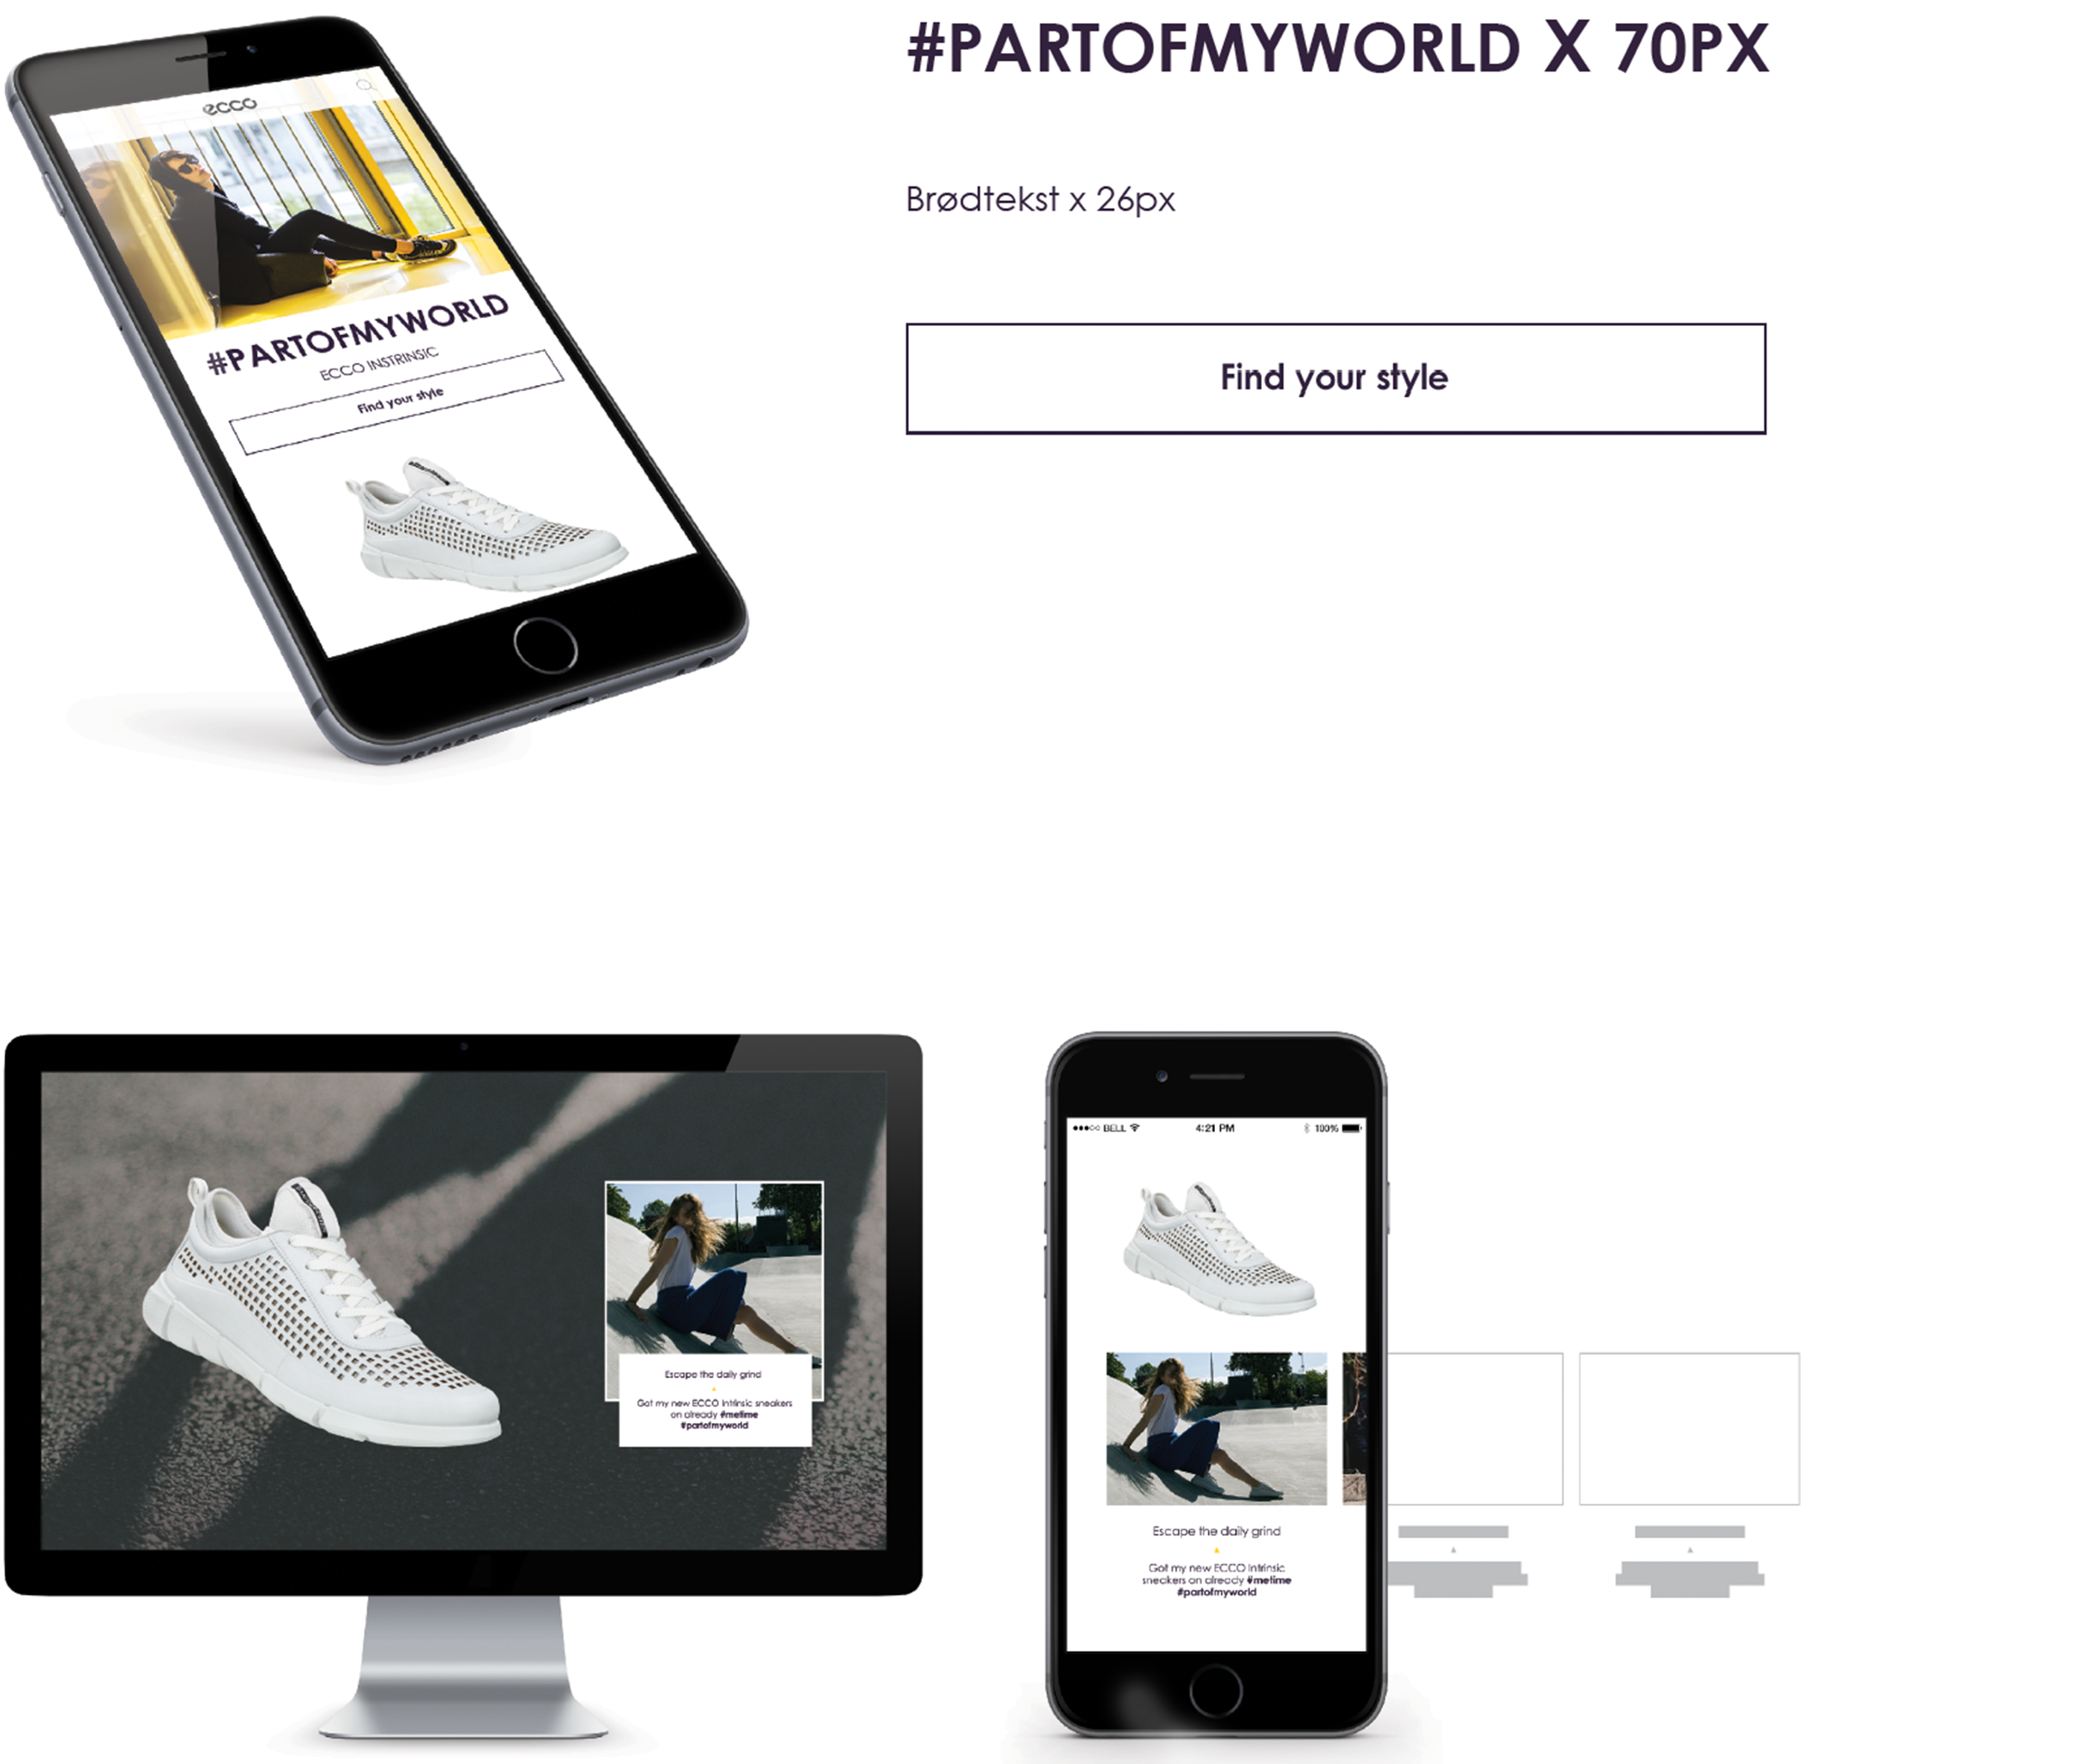 ecco
#PARTOFMYWORLD
ECCO INSTRINSIC
Find your style
#PARTOFMYWORLD X 70PX
Brødtekst x 26px
Find your style
Escape the daily grind
Got my new ECCO Intrinsic sneakers
on already #metime
#partofmyworld
BELL
4:21 PM
100%
Escape the daily grind
Got my new ECCO Intrinsic
sneakers on already #metime
#partofmyworld